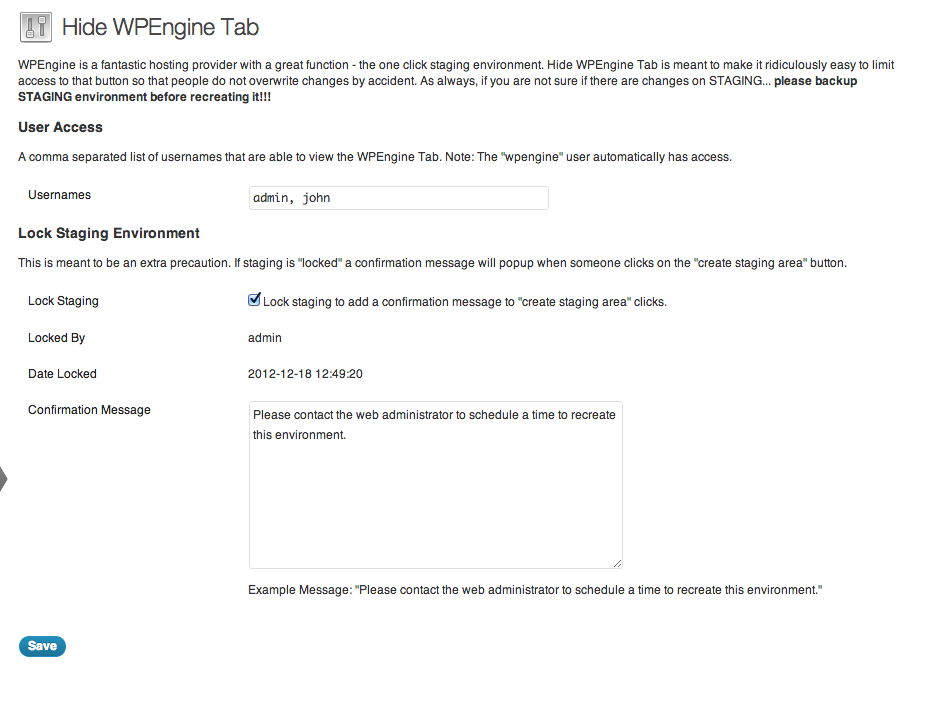 Hide WPEngine Tab
WPEngine is a fantastic hosting provider with a great function - the one click staging environment. Hide WPEngine Tab is meant to make it ridiculously easy to limit
access to that button so that people do not overwrite changes by accident. As always, if you are not sure if there are changes on STAGING... please backup
STAGING environment before recreating it!!!
User Access
A comma separated list of usernames that are able to view the WPEngine Tab. Note: The "wpengine" user automatically has access.
Usernames
admin, john
Lock Staging Environment
This is meant to be an extra precaution. If staging is "locked" a confirmation message will popup when someone clicks on the "create staging area" button.
Lock Staging
Lock staging to add a confirmation message to "create staging area" clicks.
Locked By
admin
Date Locked
2012-12-18 12:49:20
Confirmation Message
Please contact the web administrator to schedule a time to recreate
this environment.
Example Message: "Please contact the web administrator to schedule a time to recreate this environment."
Save